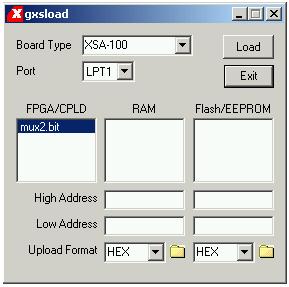 gxsload
Board Type XSA-100 Load
Port LPT1 Exit
FPGA/CPLD RAM Flash/EEPROM
mux2.bit
High Address
Low Address
Upload Format HEX HEX